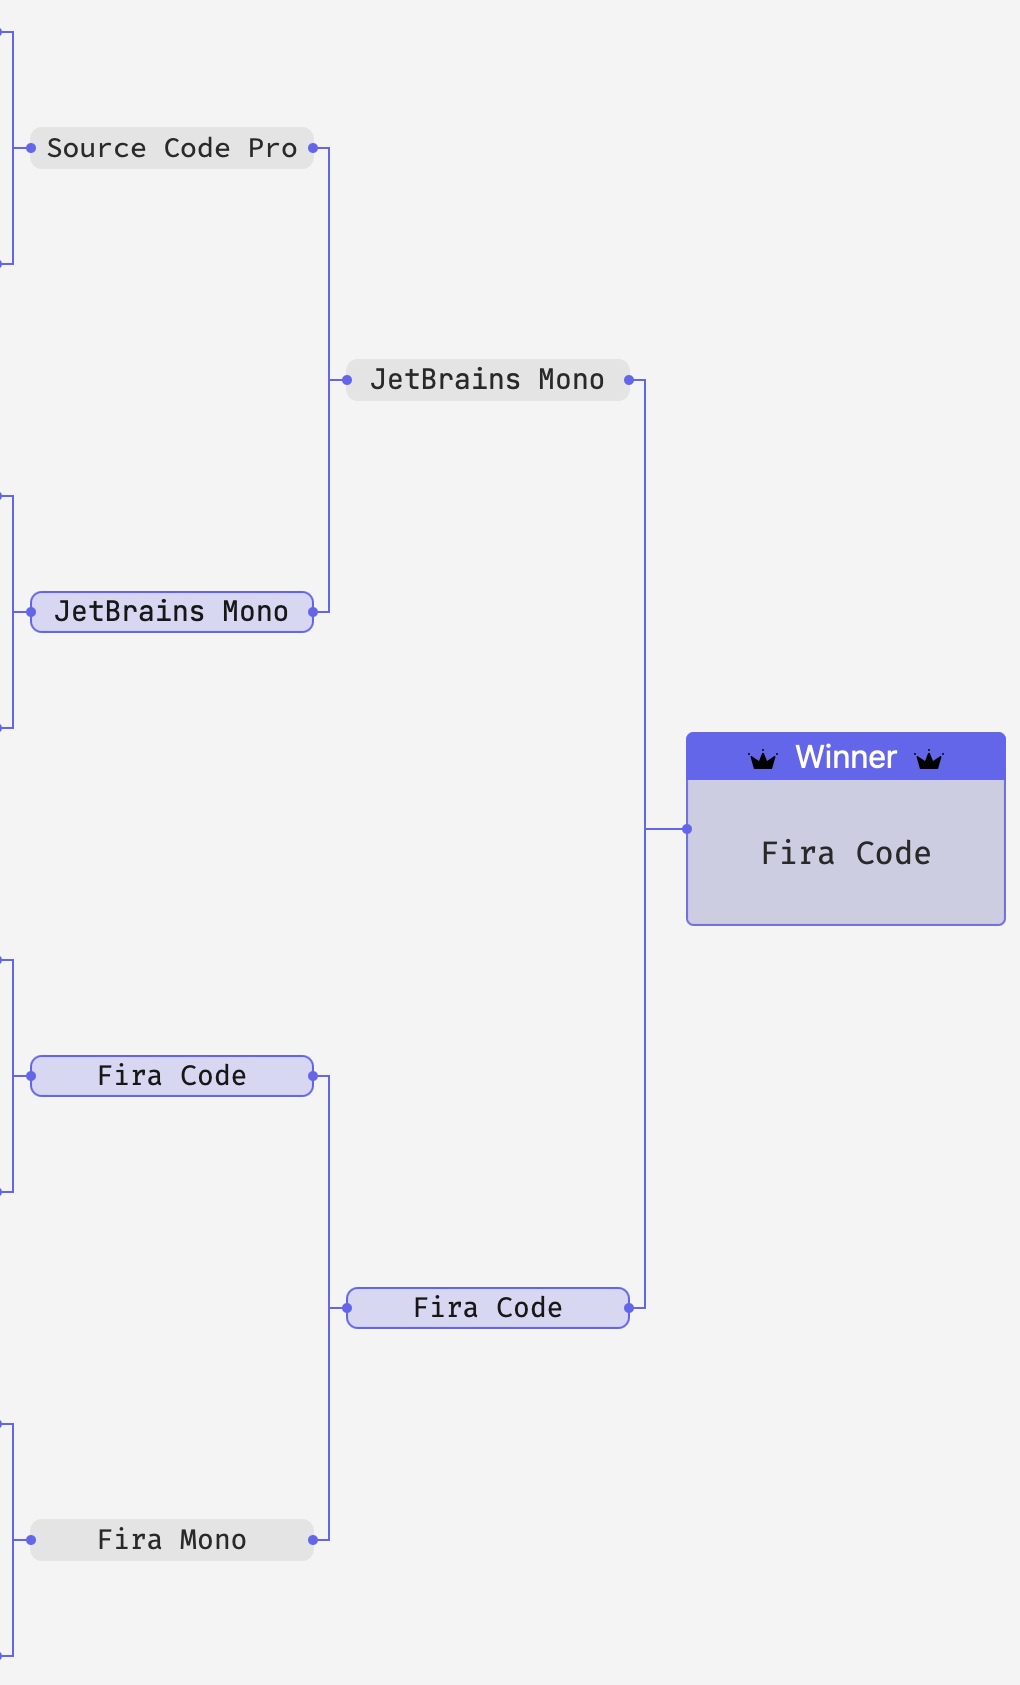 Source Code Pro
JetBrains Mono
JetBrains Mono
Winner
Fira Code
Fira Code
Fira Code
Fira Mono